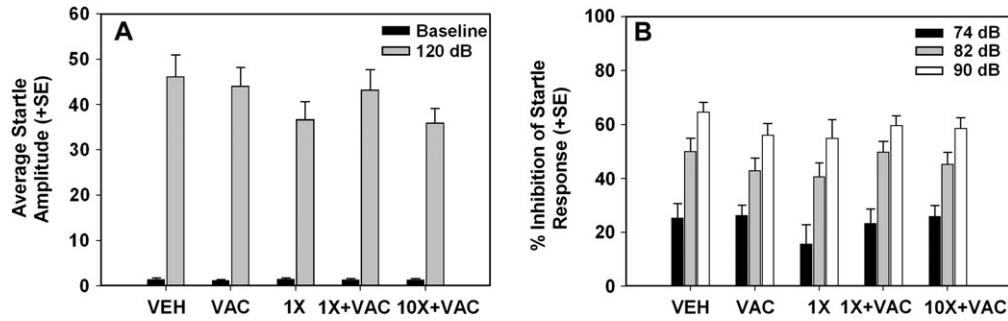 A
Baseline
120 dB
Average Startle
Amplitude (+SE)
60
50
40
30
20
10
0
VEH VAC 1X 1X+VAC 10X+VAC
B
74 dB
82 dB
90 dB
% Inhibition of Startle
Response (+SE)
100
80
60
40
20
0
VEH VAC 1X 1X+VAC 10X+VAC